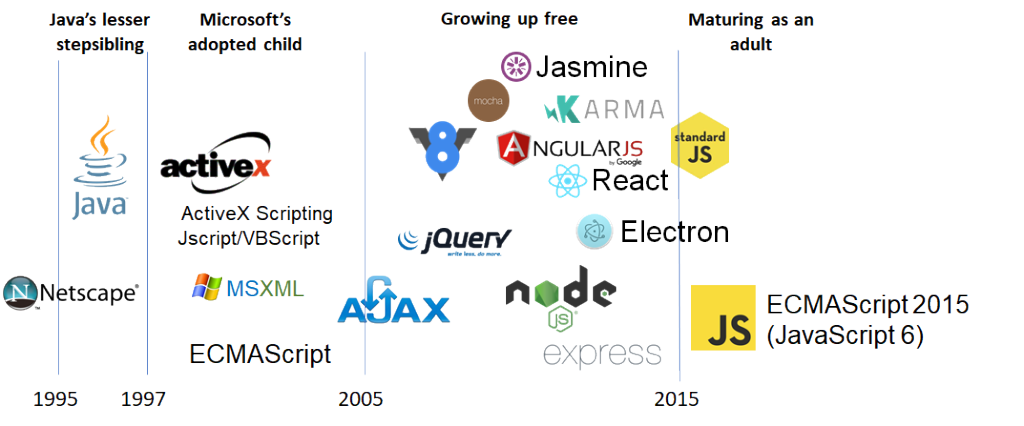 Java's lesser
stepsibling
Microsoft's
adopted child
Growing up free
Maturing as an
adult
Jasmine
mocha
KARMA
V8
ANGULARJS
by Google
standard
JS
Java
activex
React
ActiveX Scripting
Jscript/VBScript
jQuery
write less, do more.
Electron
N Netscape®
™
MSXML
AJAX
node
JS®
express
ECMAScript
JS
ECMAScript 2015
(JavaScript 6)
1995
1997
2005
2015